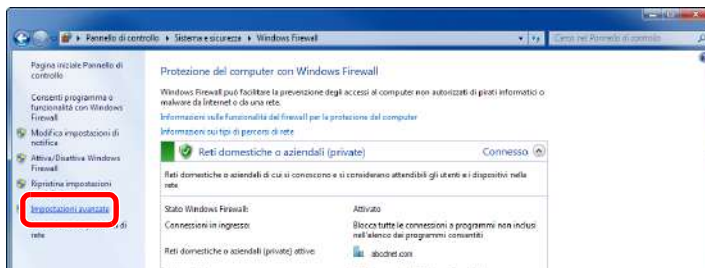 Pannello di controllo ▸ Sistema e sicurezza ▸ Windows Firewall
Cerca nel Pannello di controllo
Pagina iniziale Pannello di
controllo
Consenti programma o
funzionalità con Windows
Firewall
Modifica impostazioni di
notifica
Attiva/Disattiva Windows
Firewall
Ripristina impostazioni
Impostazioni avanzate
di
rete
Protezione del computer con Windows Firewall
Windows Firewall può facilitare la prevenzione degli accessi al computer non autorizzati di pirati informatici o
malware da Internet o da una rete.
Informazioni sulle funzionalità del firewall per la protezione del computer
Informazioni sui tipi di percorsi di rete
Reti domestiche o aziendali (private) Connesso
Reti domestiche o aziendali di cui si conoscono e si considerano attendibili gli utenti e i dispositivi nella
rete
Stato Windows Firewall: Attivato
Connessioni in ingresso: Blocca tutte le connessioni a programmi non inclusi
nell'elenco dei programmi consentiti
Reti domestiche o aziendali (private) attive: abcdnet.com